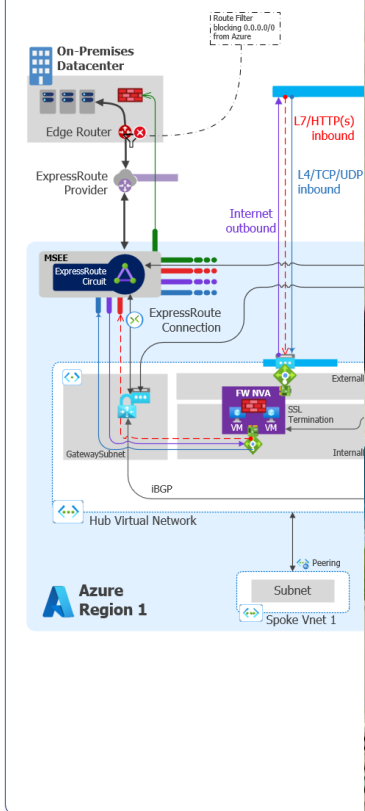 Route Filter
blocking 0.0.0.0/0
from Azure
On-Premises
Datacenter
Edge Router
L7/HTTP(s)
inbound
ExpressRoute
Provider
L4/TCP/UDP
inbound
Internet
outbound
MSEE
ExpressRoute
Circuit
ExpressRoute
Connection
External
FW NVA
VM
VM
SSL
Termination
GatewaySubnet
Internal
iBGP
Hub Virtual Network
Peering
Azure
Region 1
Subnet
Spoke Vnet 1